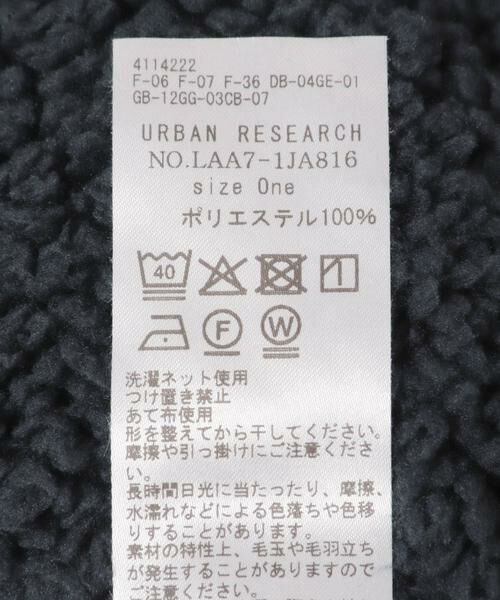 4114222
F-06 F-07 F-36 DB-04GE-01
GB-12GG-03CB-07
URBAN RESEARCH
NO.LAA7-1JA816
size One
ポリエステル100%
40
F W
洗濯ネット使用
つけ置き禁止
あて布使用
形を整えてから干してください。
摩擦や引っ掛けにご注意くださ
い。
長時間日光に当たったり、摩擦、
水濡れなどによる色落ちや色移
りすることがあります。
素材の特性上、毛玉や毛羽立ち
が発生することがありますので
ご注意ください。